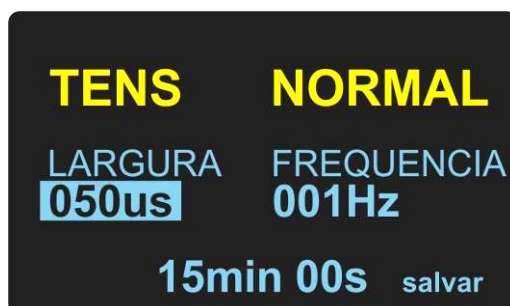 TENS NORMAL
LARGURA FREQUENCIA
050us 001Hz
15min 00s salvar